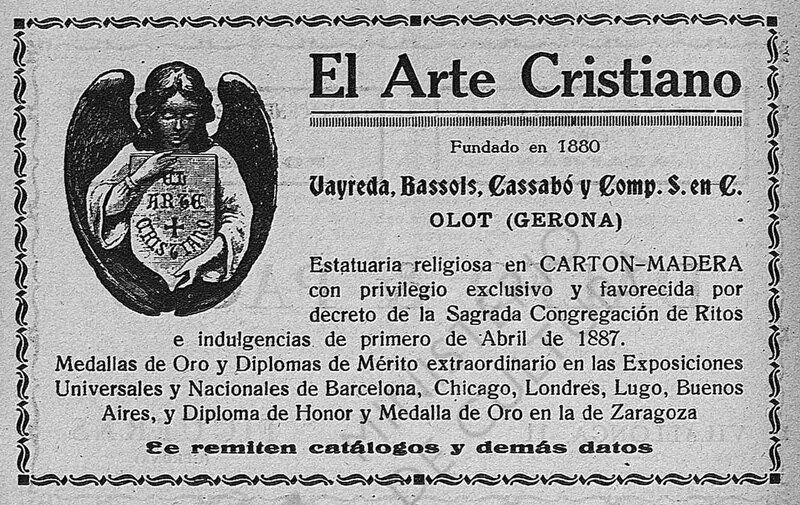 El Arte Cristiano
Fundado en 1880
EL
ARTE
CRISTIANO
Vayreda, Bassols, Cassabó y Comp. S. en C.
OLOT (GERONA)
Estatuaria religiosa en CARTON-MADERA
con privilegio exclusivo y favorecida por
decreto de la Sagrada Congregación de Ritos
e indulgencias de primero de Abril de 1887.
Medallas de Oro y Diplomas de Mérito extraordinario en las Exposiciones
Universales y Nacionales de Barcelona, Chicago, Londres, Lugo, Buenos
Aires, y Diploma de Honor y Medalla de Oro en la de Zaragoza
Se remiten catálogos y demás datos